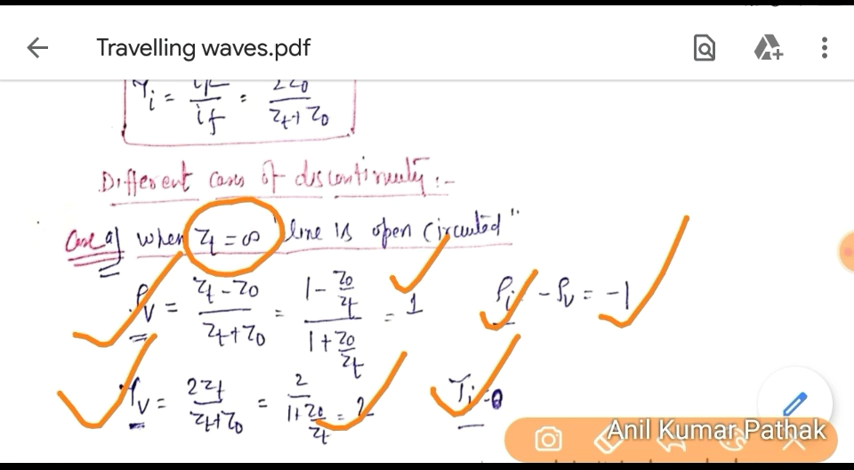 Travelling waves.pdf
τi = it/if = 2Z0/Zt+Z0
Different cases of discontinuity :-
Case a) when Zt = ∞ "line is open circuited"
ρv = Zt - Z0/Zt+Z0 = 1 - Z0/Zt / 1 + Z0/Zt = 1 ρi = - ρv = -1
τv = 2Zt/Zt+Z0 = 2/1+Z0/Zt = 2 τi = 0
Anil Kumar Pathak